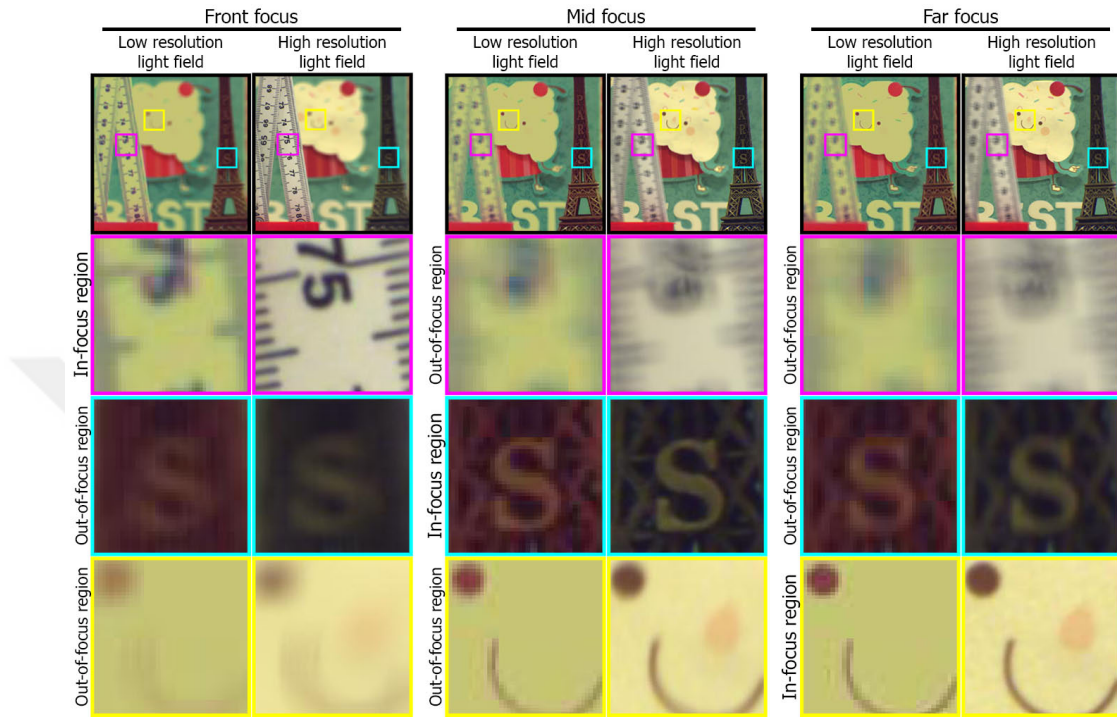 Front focus
Mid focus
Far focus
Low resolution light field
High resolution light field
Low resolution light field
High resolution light field
Low resolution light field
High resolution light field
In-focus region
75
Out-of-focus region
Out-of-focus region
Out-of-focus region
S
S
In-focus region
S
S
Out-of-focus region
S
S
Out-of-focus region
Out-of-focus region
In-focus region